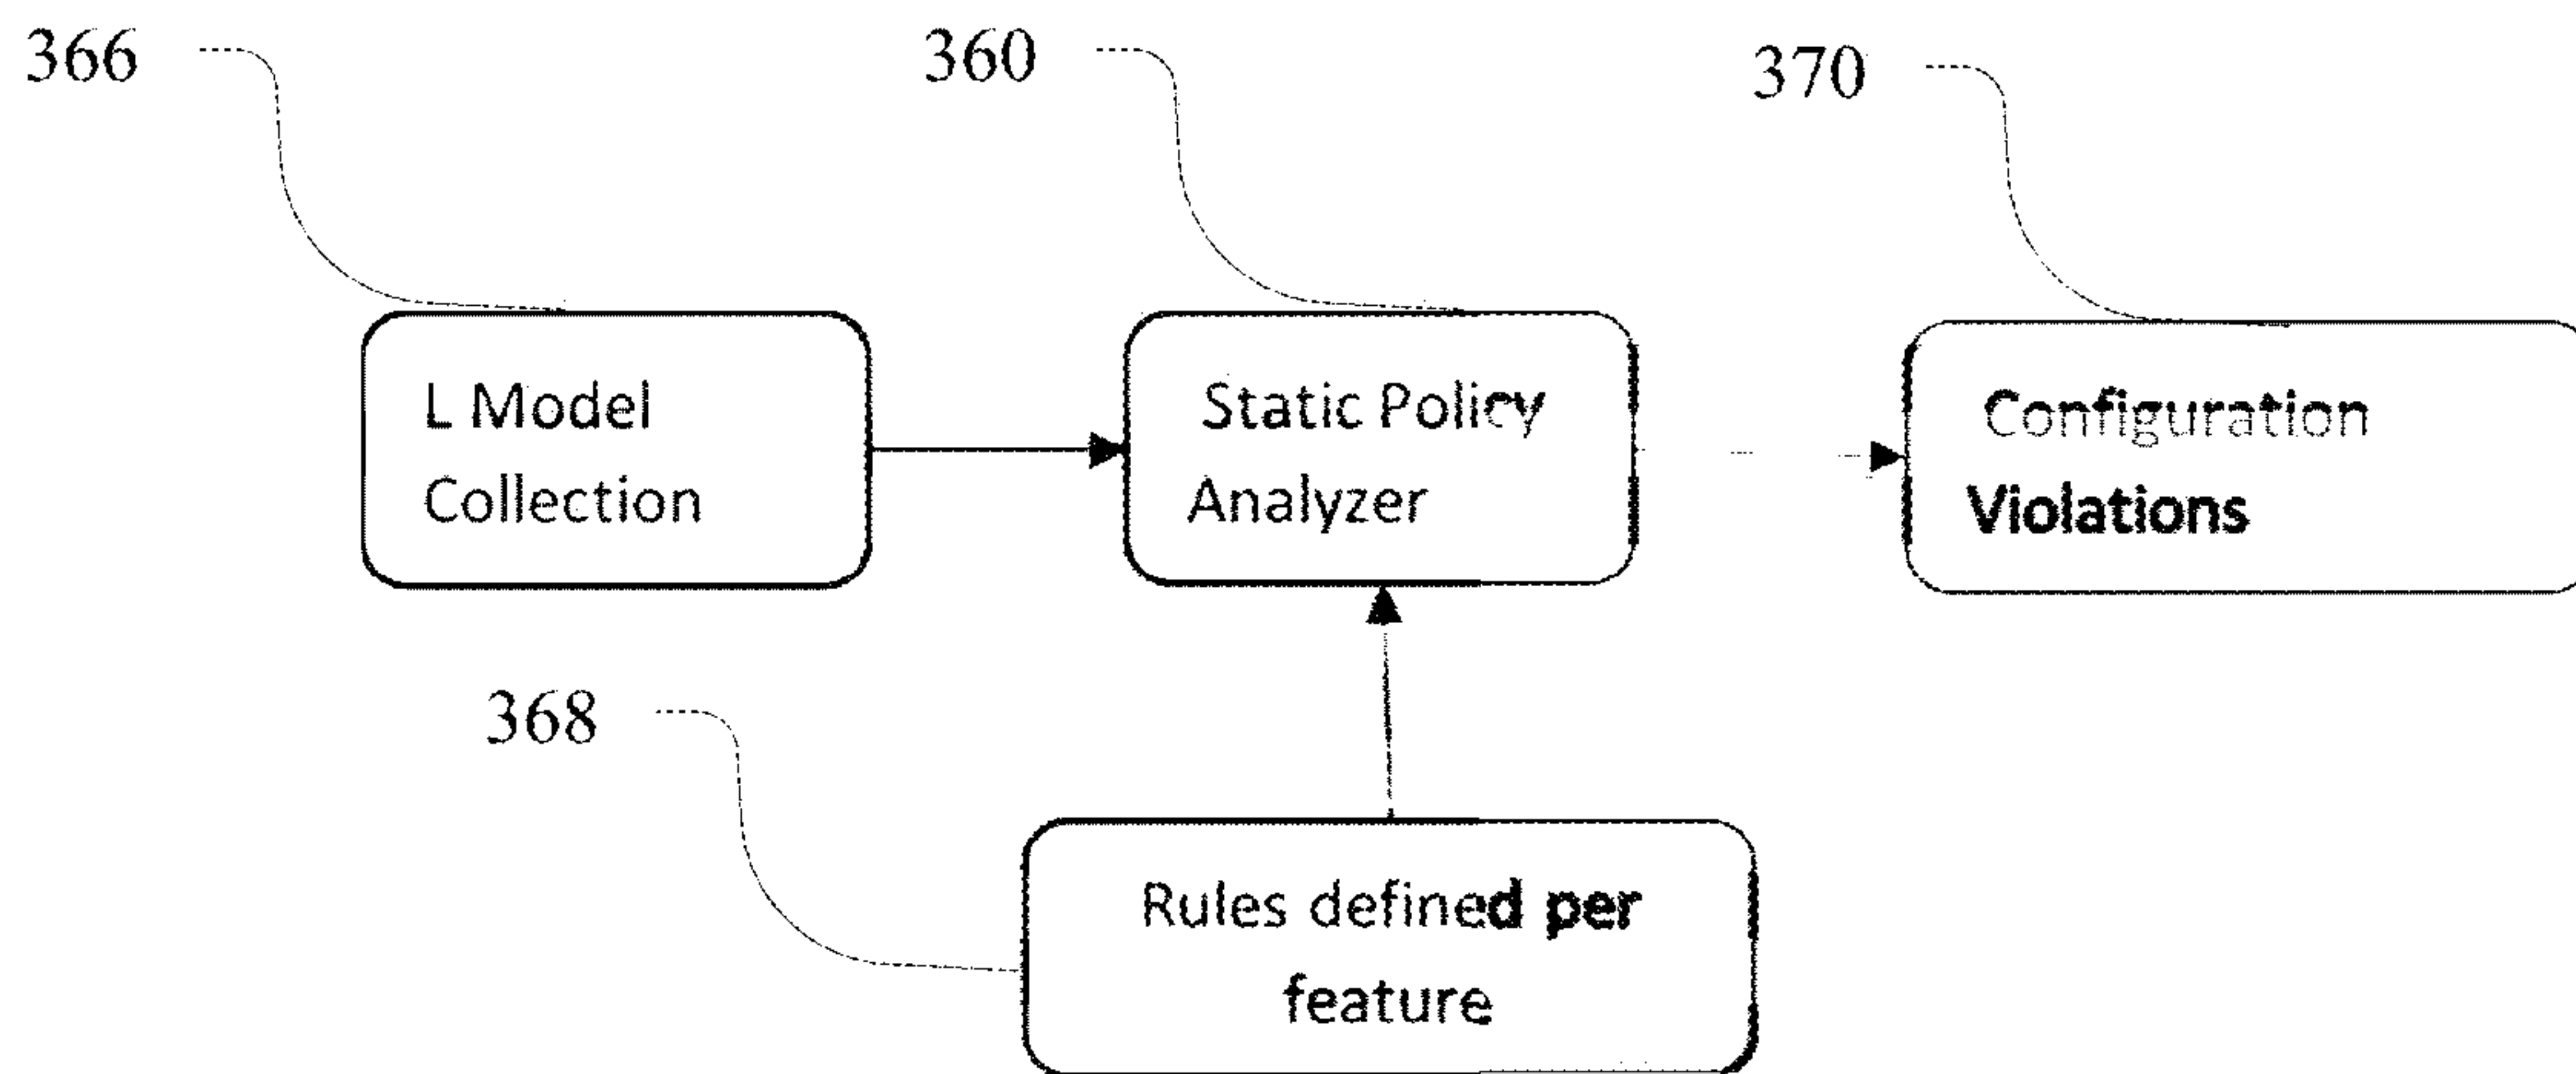 366
360
370
L Model
Collection
Static Policy
Analyzer
Configuration
Violations
368
Rules defined per
feature